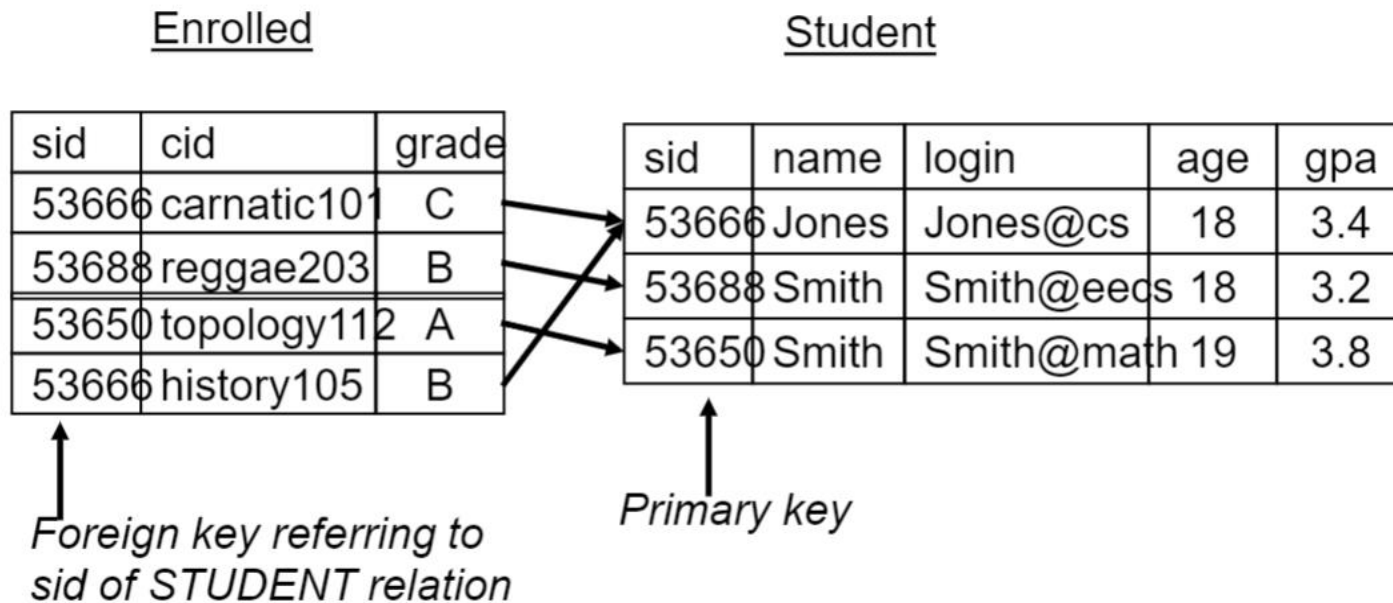 Enrolled
Student
sid cid grade
53666 carnatic101 C
53688 reggae203 B
53650 topology112 A
53666 history105 B
sid name login age gpa
53666 Jones Jones@cs 18 3.4
53688 Smith Smith@eecs 18 3.2
53650 Smith Smith@math 19 3.8
Foreign key referring to
sid of STUDENT relation
Primary key